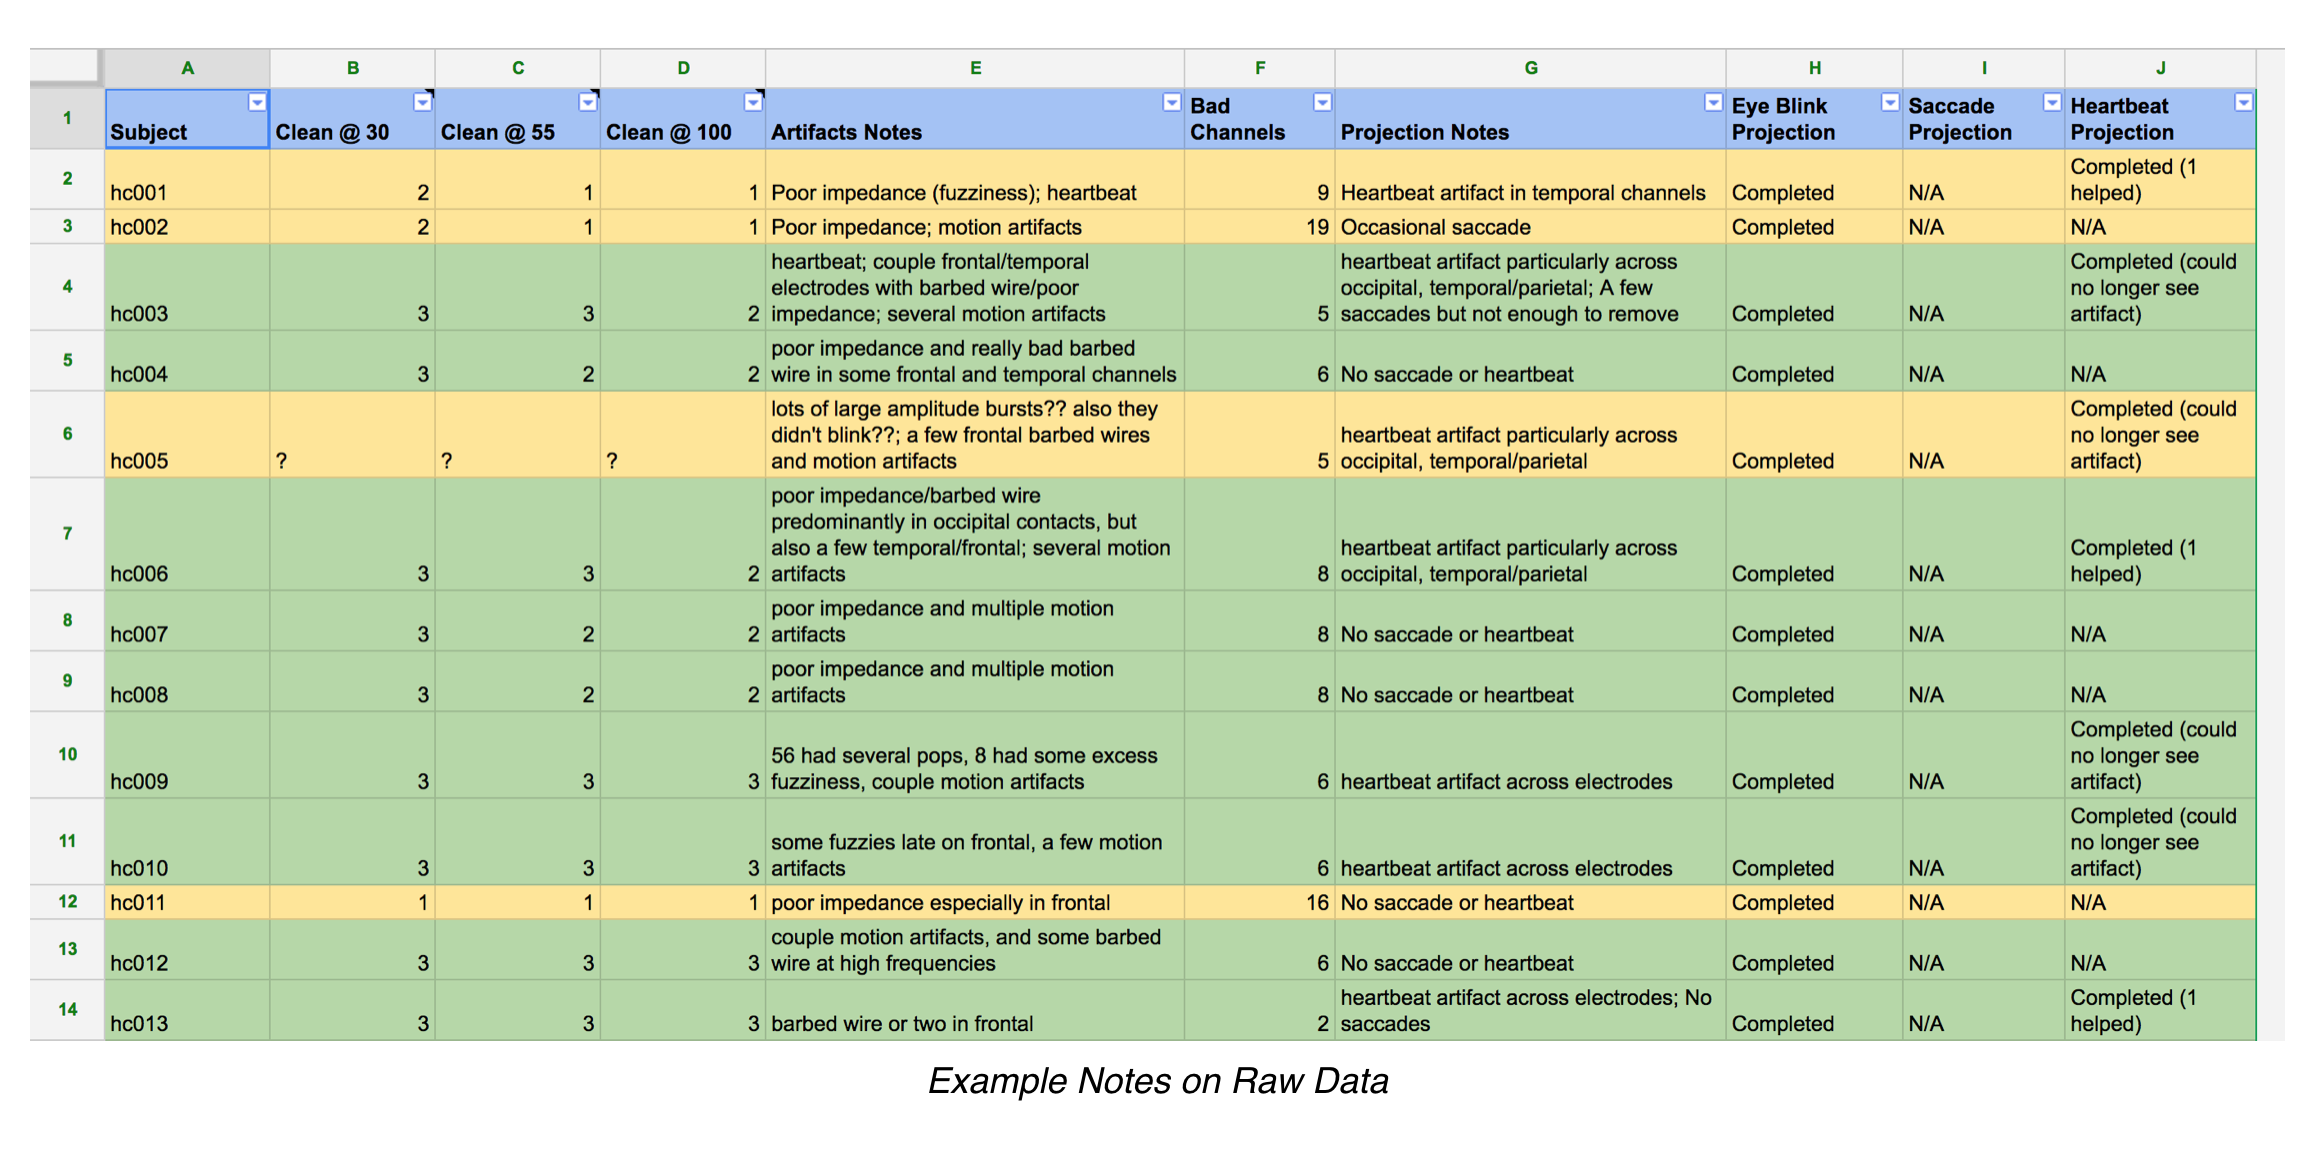 A B C D E F G H I J
1 Subject Clean @ 30 Clean @ 55 Clean @ 100 Artifacts Notes Bad Channels Projection Notes Eye Blink Projection Saccade Projection Heartbeat Projection
2 hc001 2 1 1 Poor impedance (fuzziness); heartbeat 9 Heartbeat artifact in temporal channels Completed N/A Completed (1 helped)
3 hc002 2 1 1 Poor impedance; motion artifacts 19 Occasional saccade Completed N/A N/A
4 hc003 3 3 2 heartbeat; couple frontal/temporal electrodes with barbed wire/poor impedance; several motion artifacts 5 heartbeat artifact particularly across occipital, temporal/parietal; A few saccades but not enough to remove Completed N/A Completed (could no longer see artifact)
5 hc004 3 2 2 poor impedance and really bad barbed wire in some frontal and temporal channels 6 No saccade or heartbeat Completed N/A N/A
6 hc005 ? ? ? lots of large amplitude bursts?? also they didn't blink??; a few frontal barbed wires and motion artifacts 5 heartbeat artifact particularly across occipital, temporal/parietal Completed N/A Completed (could no longer see artifact)
7 hc006 3 3 2 poor impedance/barbed wire predominantly in occipital contacts, but also a few temporal/frontal; several motion artifacts 8 heartbeat artifact particularly across occipital, temporal/parietal Completed N/A Completed (1 helped)
8 hc007 3 2 2 poor impedance and multiple motion artifacts 8 No saccade or heartbeat Completed N/A N/A
9 hc008 3 2 2 poor impedance and multiple motion artifacts 8 No saccade or heartbeat Completed N/A N/A
10 hc009 3 3 3 56 had several pops, 8 had some excess fuzziness, couple motion artifacts 6 heartbeat artifact across electrodes Completed N/A Completed (could no longer see artifact)
11 hc010 3 3 3 some fuzzies late on frontal, a few motion artifacts 6 heartbeat artifact across electrodes Completed N/A Completed (could no longer see artifact)
12 hc011 1 1 1 poor impedance especially in frontal 16 No saccade or heartbeat Completed N/A N/A
13 hc012 3 3 3 couple motion artifacts, and some barbed wire at high frequencies 6 No saccade or heartbeat Completed N/A N/A
14 hc013 3 3 3 barbed wire or two in frontal 2 heartbeat artifact across electrodes; No saccades Completed N/A Completed (1 helped)
Example Notes on Raw Data